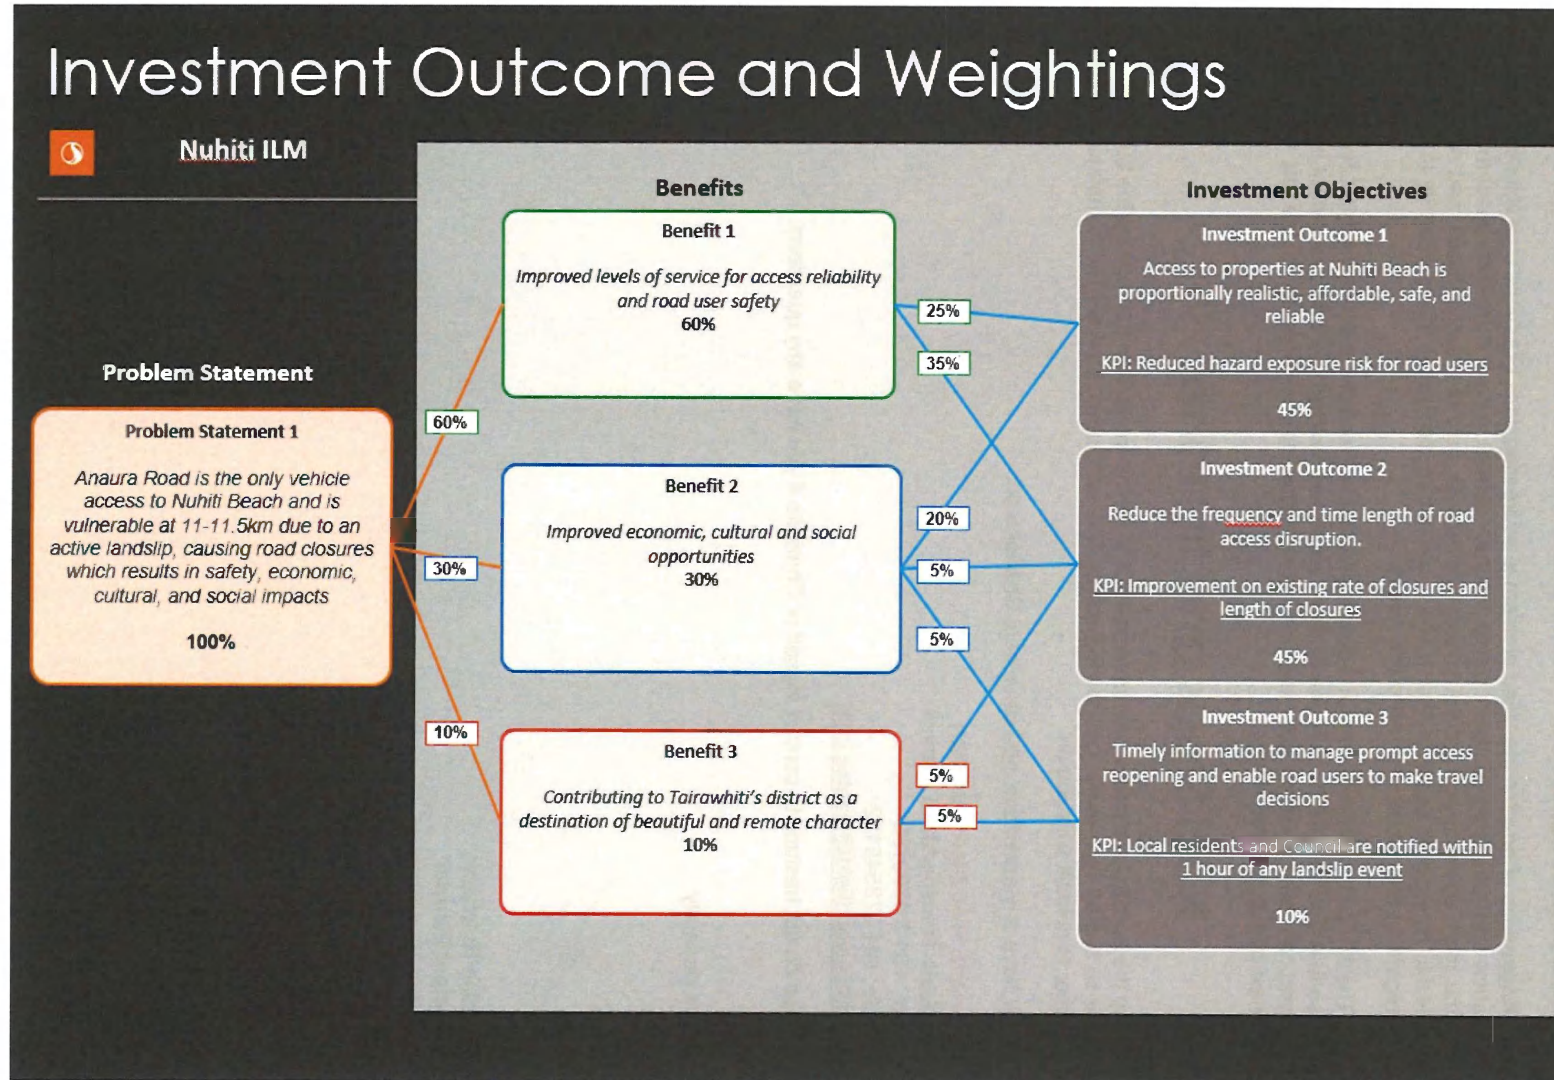 Investment Outcome and Weightings
Nuhiti ILM
Problem Statement
Problem Statement 1
Anaura Road is the only vehicle
access to Nuhiti Beach and is
vulnerable at 11-11.5km due to an
active landslip, causing road closures
which results in safety, economic,
cultural, and social impacts
100%
60%
30%
10%
Benefits
Benefit 1
Improved levels of service for access reliability
and road user safety
60%
Benefit 2
Improved economic, cultural and social
opportunities
30%
Benefit 3
Contributing to Tairawhiti's district as a
destination of beautiful and remote character
10%
25%
35%
20%
5%
5%
5%
5%
Investment Objectives
Investment Outcome 1
Access to properties at Nuhiti Beach is
proportionally realistic, affordable, safe, and
reliable
KPI: Reduced hazard exposure risk for road users
45%
Investment Outcome 2
Reduce the frequency and time length of road
access disruption.
KPI: Improvement on existing rate of closures and
length of closures
45%
Investment Outcome 3
Timely information to manage prompt access
reopening and enable road users to make travel
decisions
KPI: Local residents and Council are notified within
1 hour of any landslip event
10%